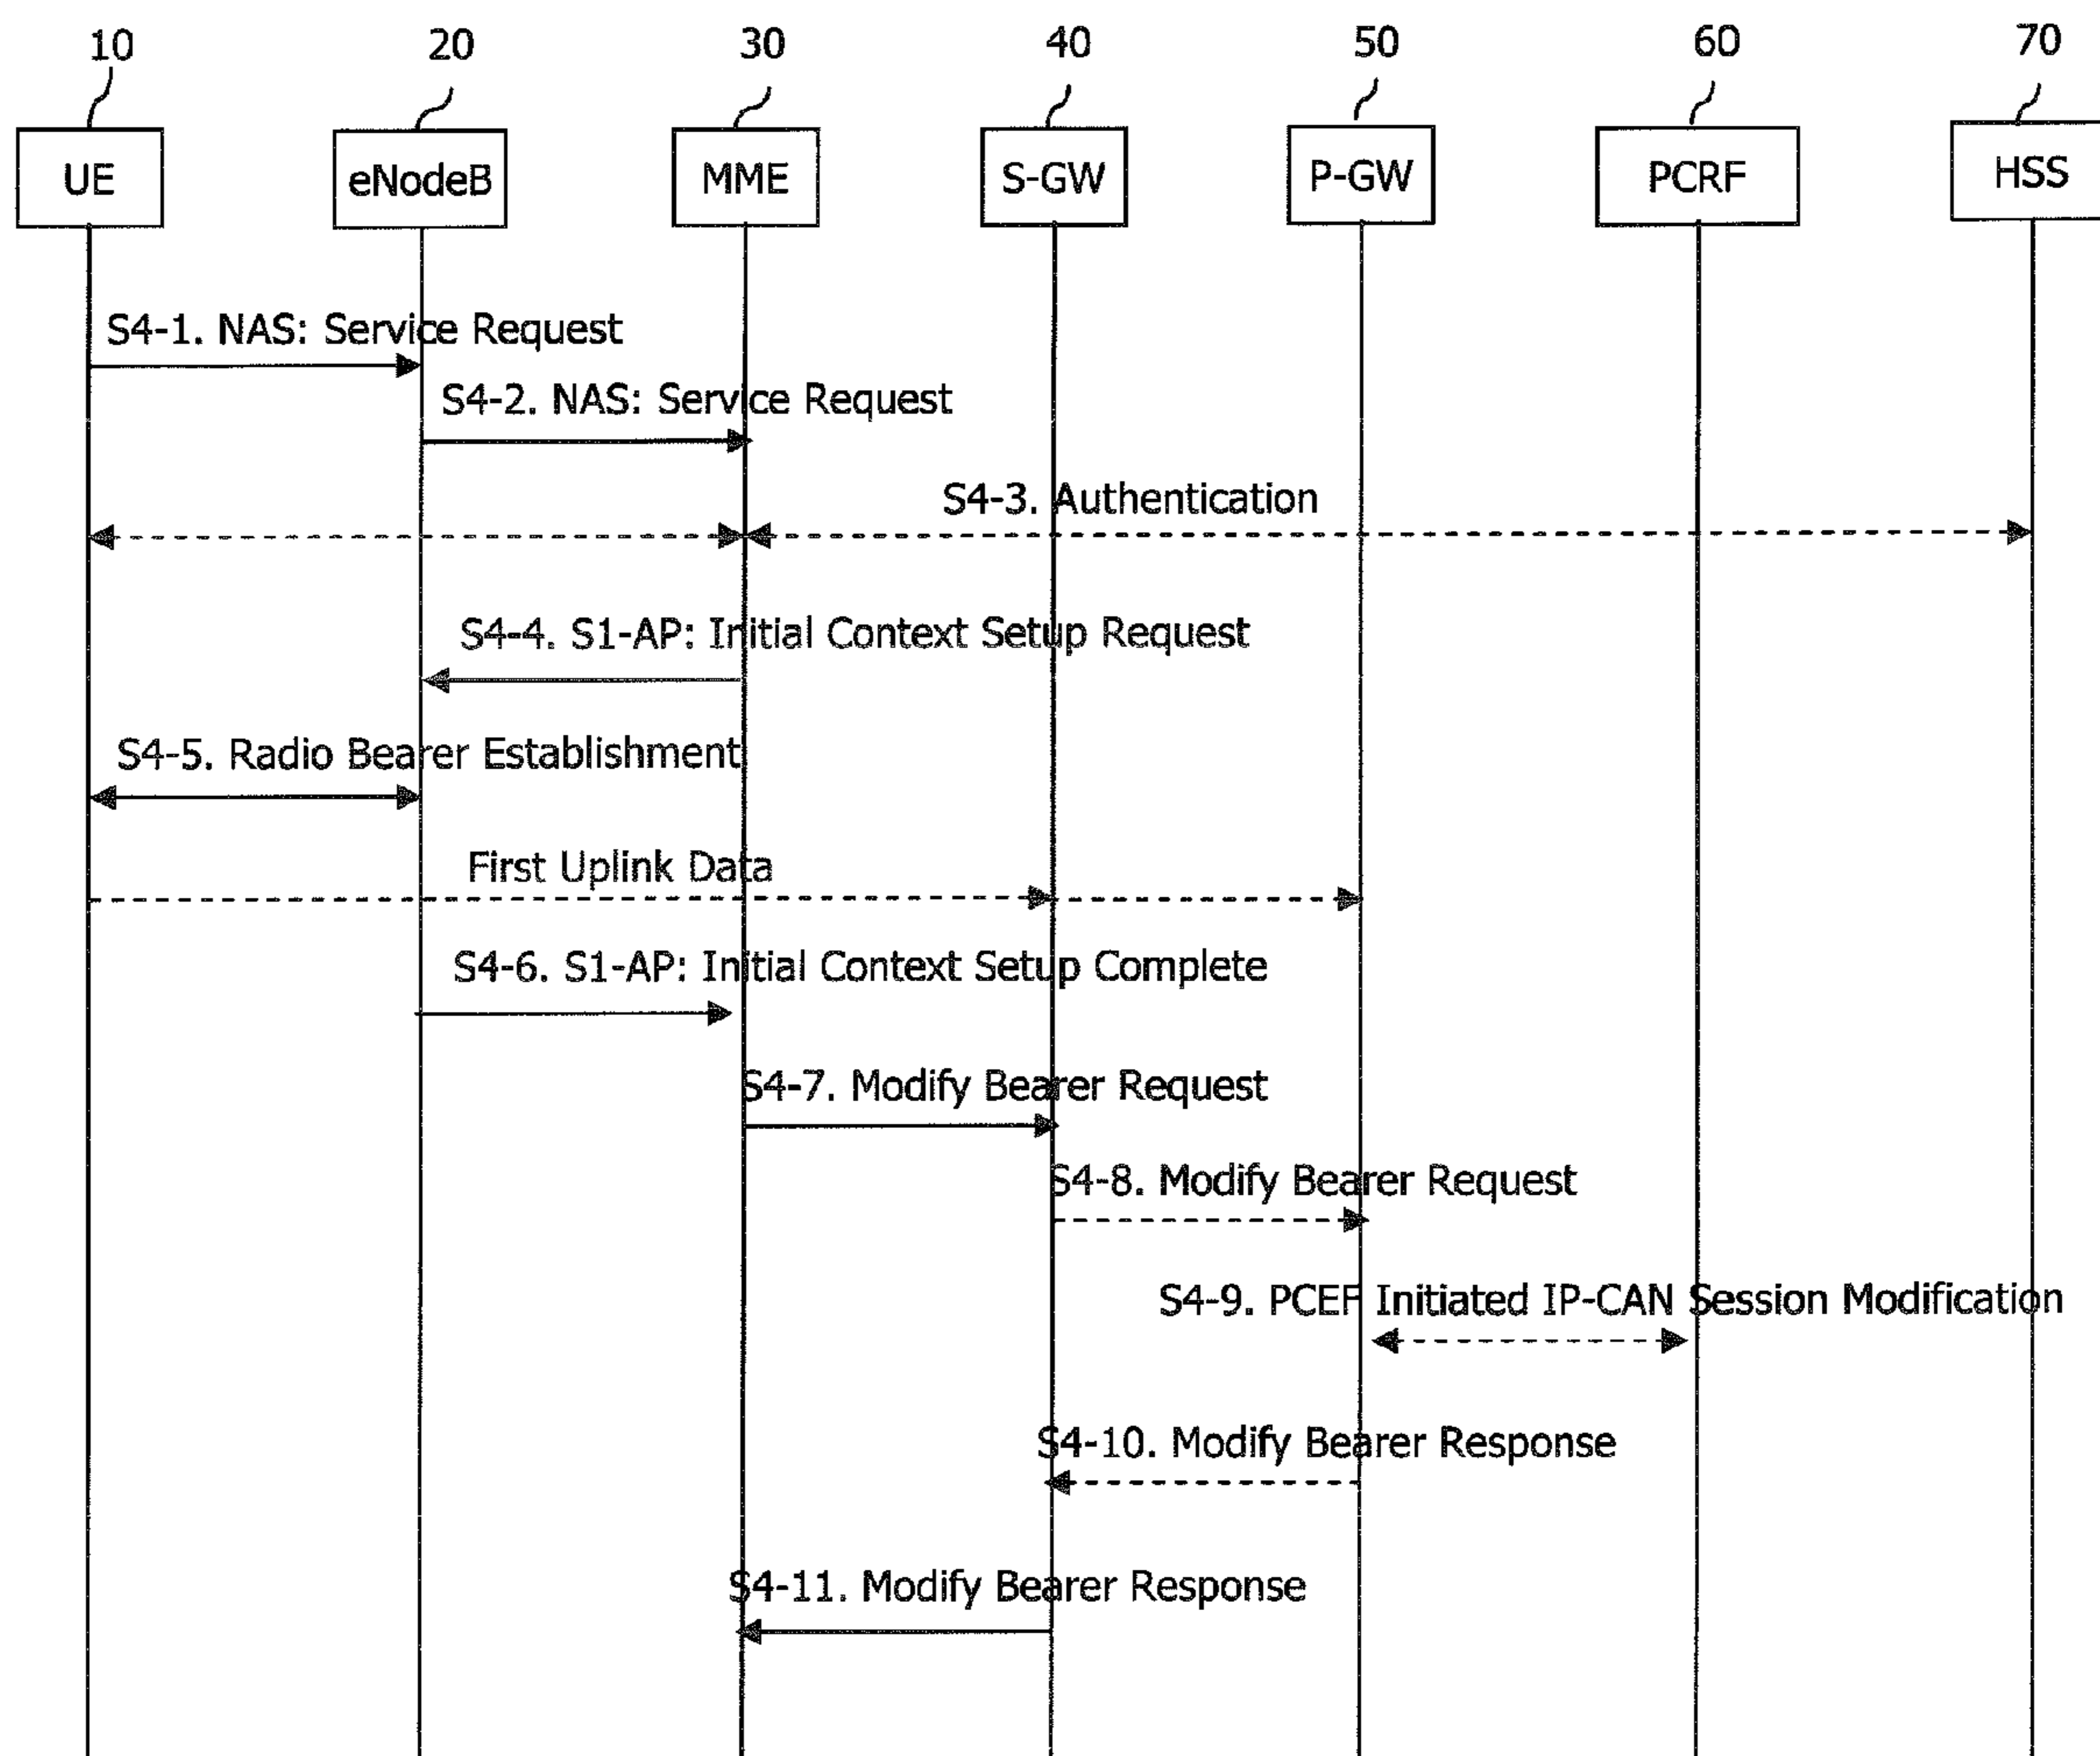 10 20 30 40 50 60 70
UE eNodeB MME S-GW P-GW PCRF HSS
S4-1. NAS: Service Request
S4-2. NAS: Service Request
S4-3. Authentication
S4-4. S1-AP: Initial Context Setup Request
S4-5. Radio Bearer Establishment
First Uplink Data
S4-6. S1-AP: Initial Context Setup Complete
S4-7. Modify Bearer Request
S4-8. Modify Bearer Request
S4-9. PCEF Initiated IP-CAN Session Modification
S4-10. Modify Bearer Response
S4-11. Modify Bearer Response